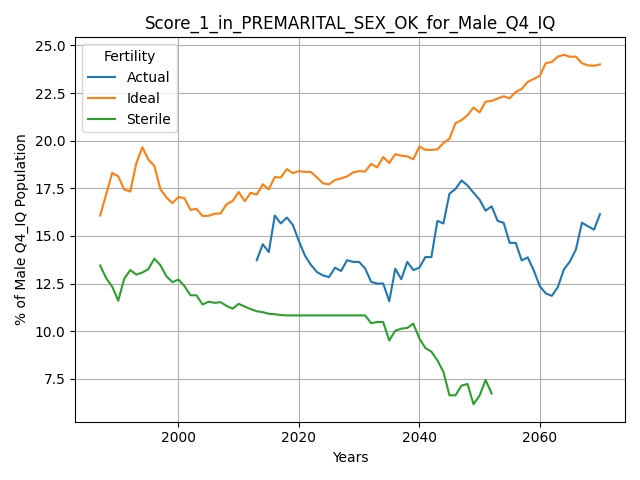 Score_1_in_PREMARITAL_SEX_OK_for_Male_Q4_IQ
% of Male Q4_IQ Population
25.0
22.5
20.0
17.5
15.0
12.5
10.0
7.5
Fertility
Actual
Ideal
Sterile
2000
2020
2040
2060
Years